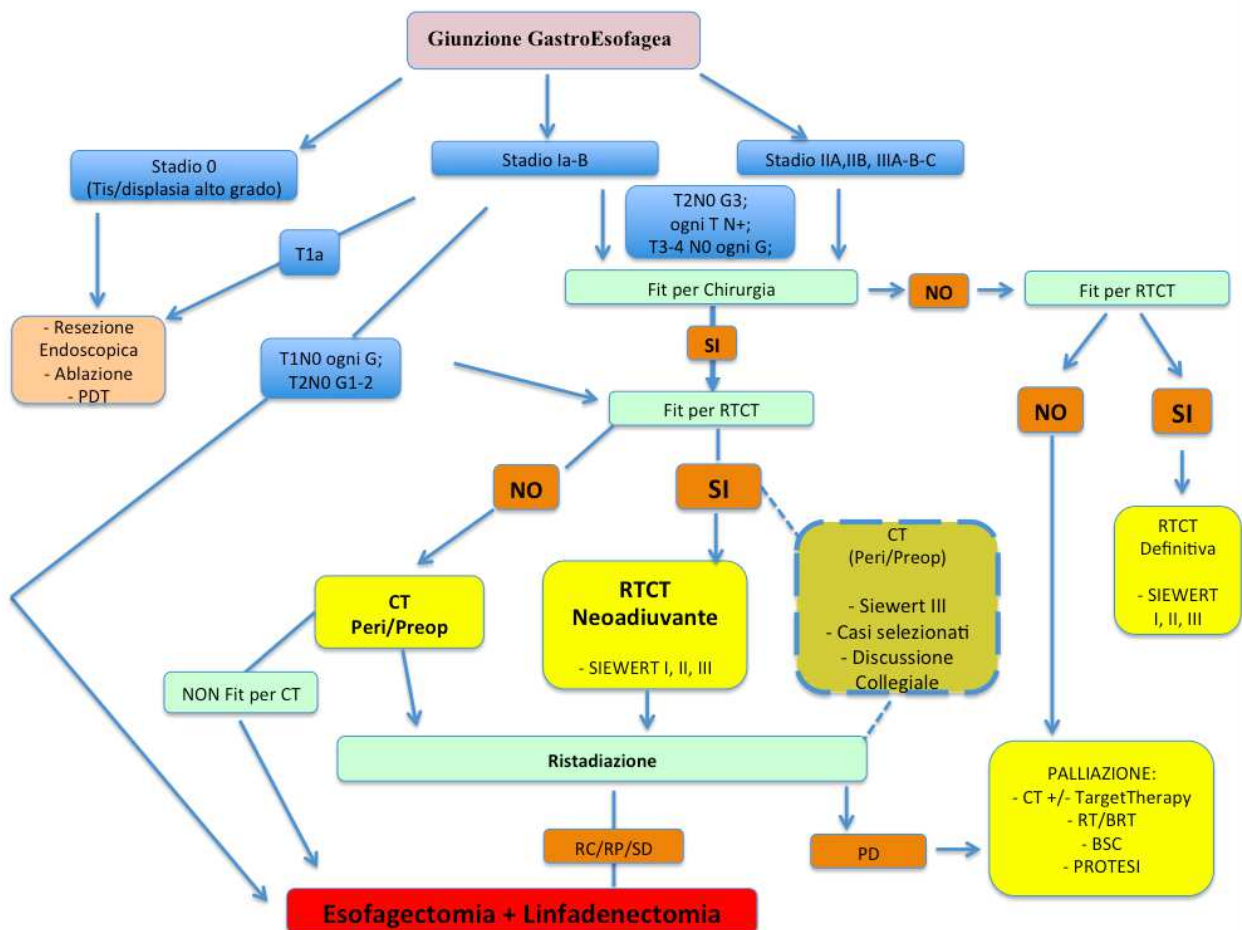 Giunzione GastroEsofagea
Stadio 0
(Tis/displasia alto grado)
Stadio Ia-B
Stadio IIA,IIB, IIIA-B-C
T2N0 G3;
ogni T N+;
T3-4 N0 ogni G;
T1a
Fit per Chirurgia
NO
Fit per RTCT
- Resezione
Endoscopica
- Ablazione
- PDT
T1N0 ogni G;
T2N0 G1-2
SI
Fit per RTCT
NO
SI
NO
SI
CT
Peri/Preop
RTCT
Neoadiuvante
- SIEWERT I, II, III
CT
(Peri/Preop)
- Siewert III
- Casi selezionati
- Discussione
Collegiale
RTCT
Definitiva
- SIEWERT
I, II, III
NON Fit per CT
Ristadiazione
RC/RP/SD
PD
PALLIAZIONE:
- CT +/- TargetTherapy
- RT/BRT
- BSC
- PROTESI
Esofagectomia + Linfadenectomia